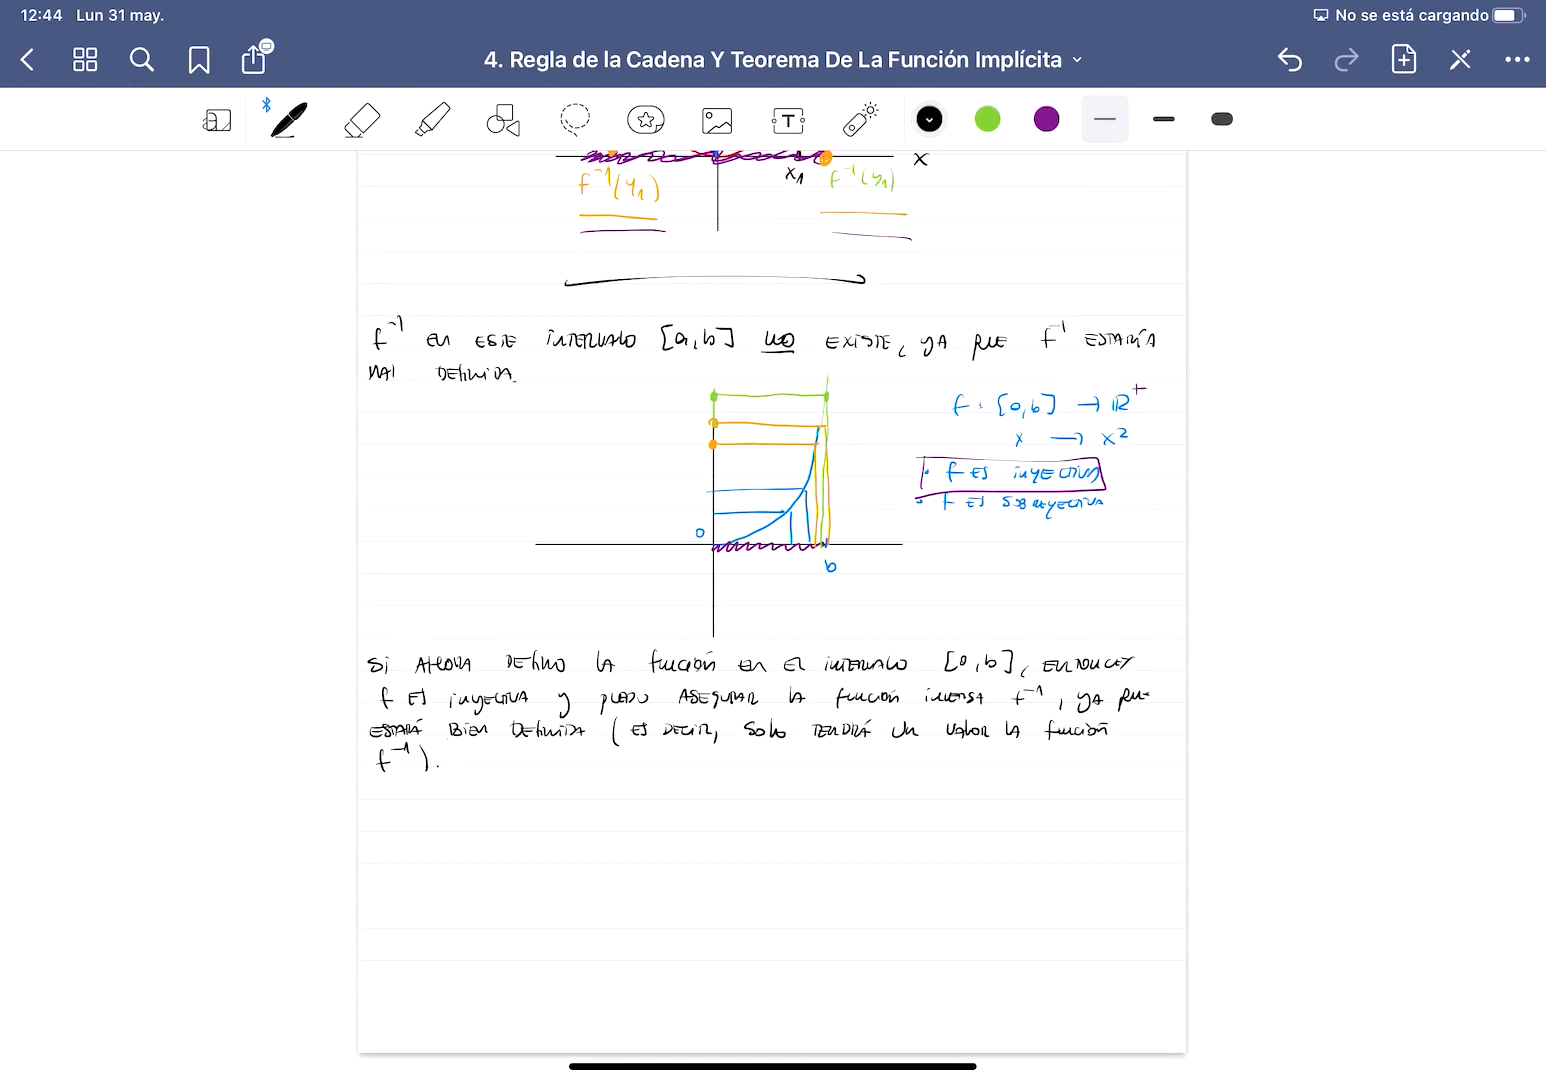 12:44 Lun 31 may.
No se está cargando
4. Regla de la Cadena Y Teorema De La Función Implícita
T
x
x₁
f⁻¹(y₁)
f⁻¹(y₁)
f⁻¹ EN ESTE INTERVALO [a,b] NO EXISTE, YA QUE f⁻¹ ESTARÍA
MAL DEFINIDA.
f : [0,b] → ℝ⁺
x → x²
· f ES INYECTIVA
· f ES SOBREYECTIVA
0
b
SI AHORA DEFINO LA FUNCIÓN EN EL INTERVALO [0,b], ENTONCES
f ES INYECTIVA Y PUEDO ASEGURAR LA FUNCIÓN INVERSA f⁻¹, YA QUE
ESTARÁ BIEN DEFINIDA (ES DECIR, SOLO TENDRÁ UN VALOR LA FUNCIÓN
f⁻¹).